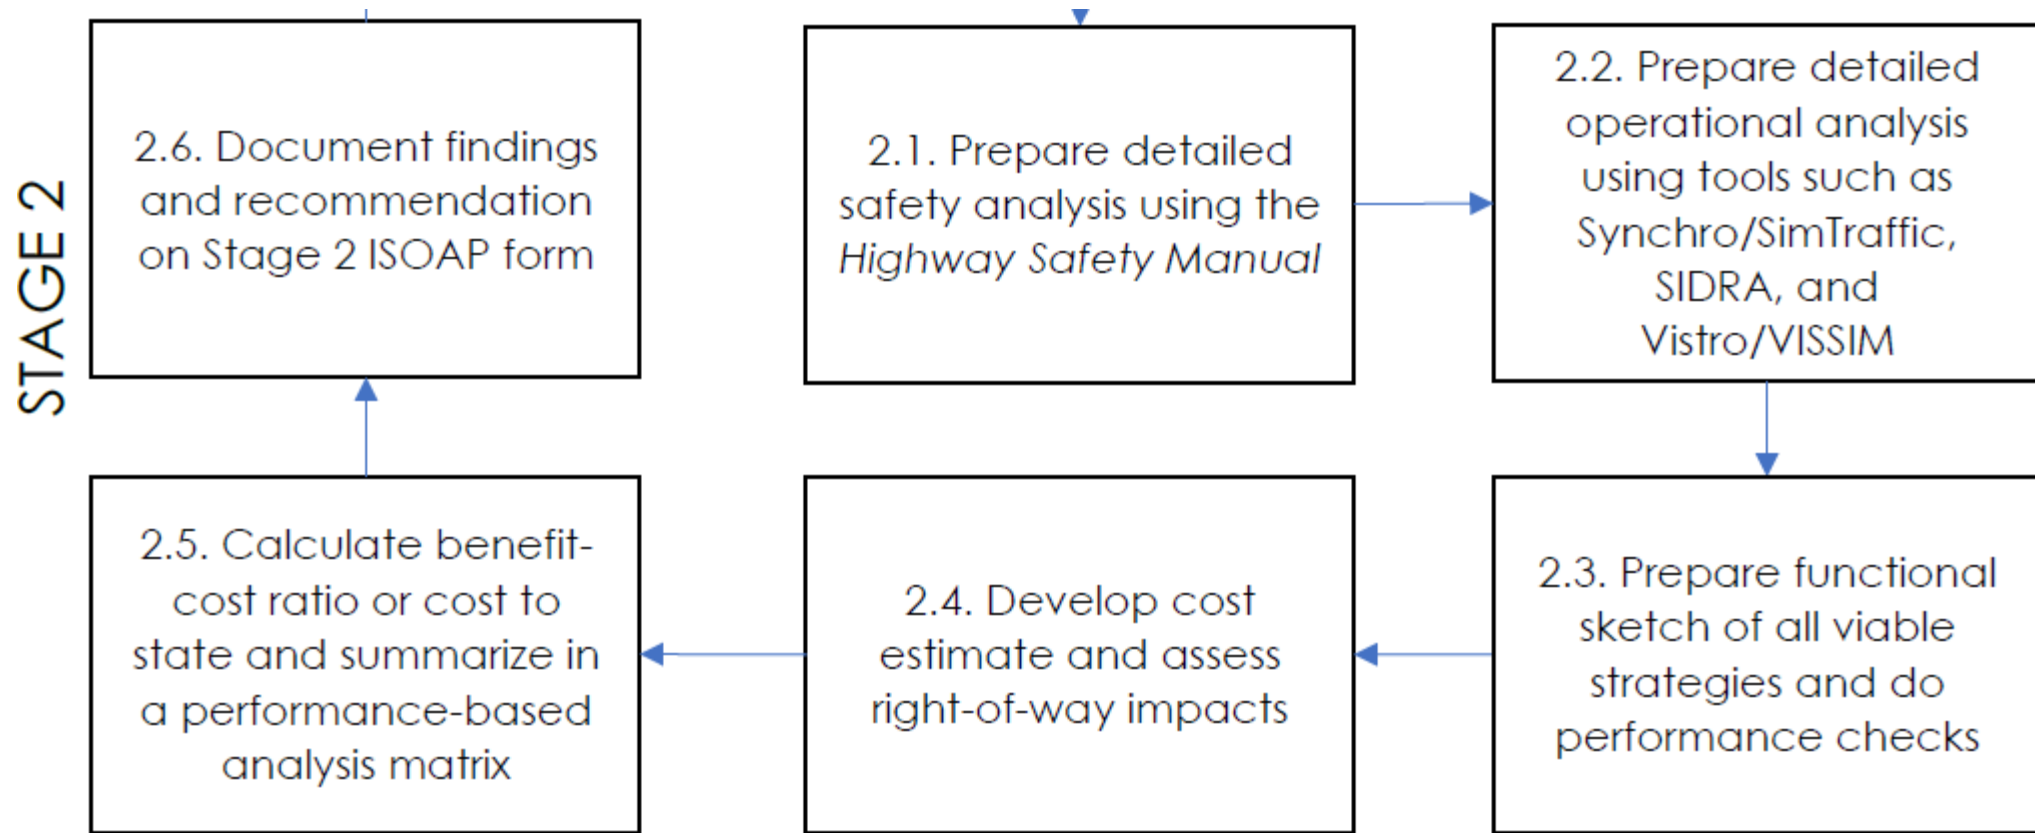 STAGE 2
2.6. Document findings
and recommendation
on Stage 2 ISOAP form
2.1. Prepare detailed
safety analysis using the
Highway Safety Manual
2.2. Prepare detailed
operational analysis
using tools such as
Synchro/SimTraffic,
SIDRA, and
Vistro/VISSIM
2.5. Calculate benefit-
cost ratio or cost to
state and summarize in
a performance-based
analysis matrix
2.4. Develop cost
estimate and assess
right-of-way impacts
2.3. Prepare functional
sketch of all viable
strategies and do
performance checks